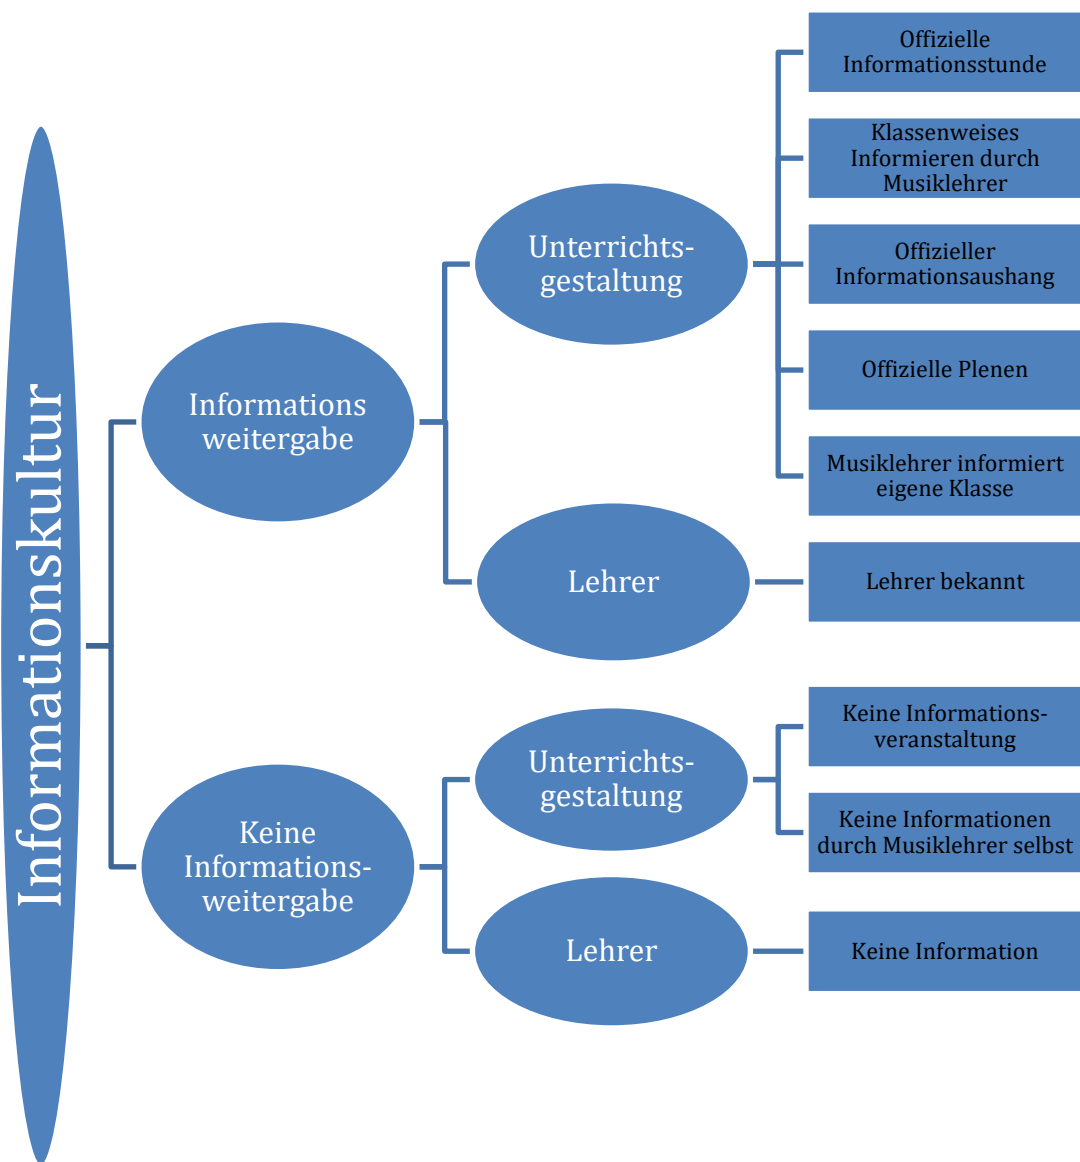 Informationskultur
Informations
weitergabe
Unterrichts-
gestaltung
Offizielle
Informationsstunde
Klassenweises
Informieren durch
Musiklehrer
Offizieller
Informationsaushang
Offizielle Plenen
Musiklehrer informiert
eigene Klasse
Lehrer
Lehrer bekannt
Keine
Informations-
weitergabe
Unterrichts-
gestaltung
Keine Informations-
veranstaltung
Keine Informationen
durch Musiklehrer selbst
Lehrer
Keine Information